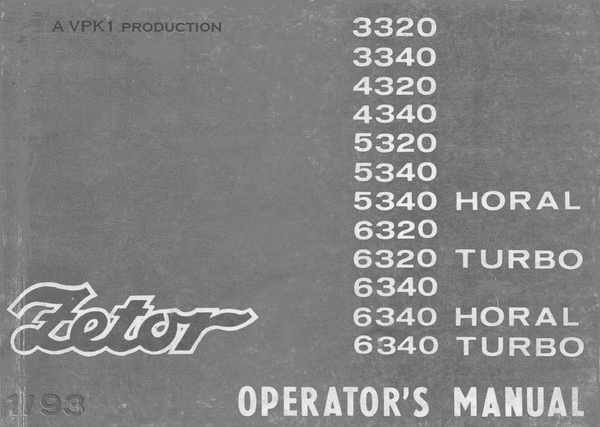 A VPK1 PRODUCTION
3320
3340
4320
4340
5320
5340
5340 HORAL
6320
6320 TURBO
6340
6340 HORAL
6340 TURBO
Zetor
1/93
OPERATOR'S MANUAL